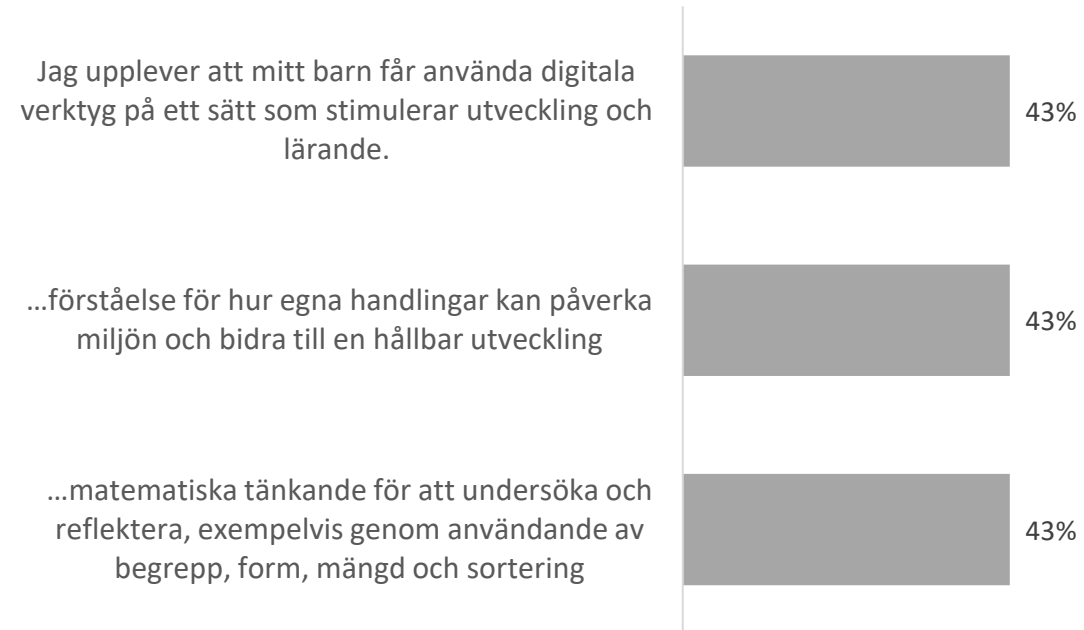 Jag upplever att mitt barn får använda digitala
verktyg på ett sätt som stimulerar utveckling och
lärande.
43%
...förståelse för hur egna handlingar kan påverka
miljön och bidra till en hållbar utveckling
43%
...matematiska tänkande för att undersöka och
reflektera, exempelvis genom användande av
begrepp, form, mängd och sortering
43%